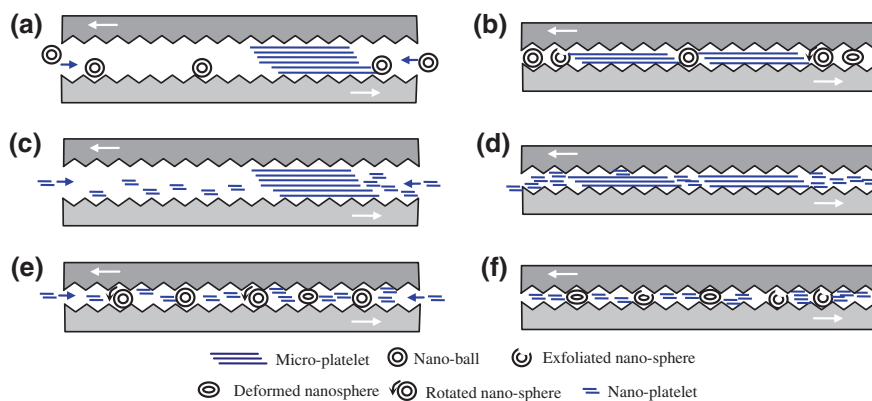 (a)
(b)
(c)
(d)
(e)
(f)
Micro-platelet
Nano-ball
Exfoliated nano-sphere
Deformed nanosphere
Rotated nano-sphere
Nano-platelet